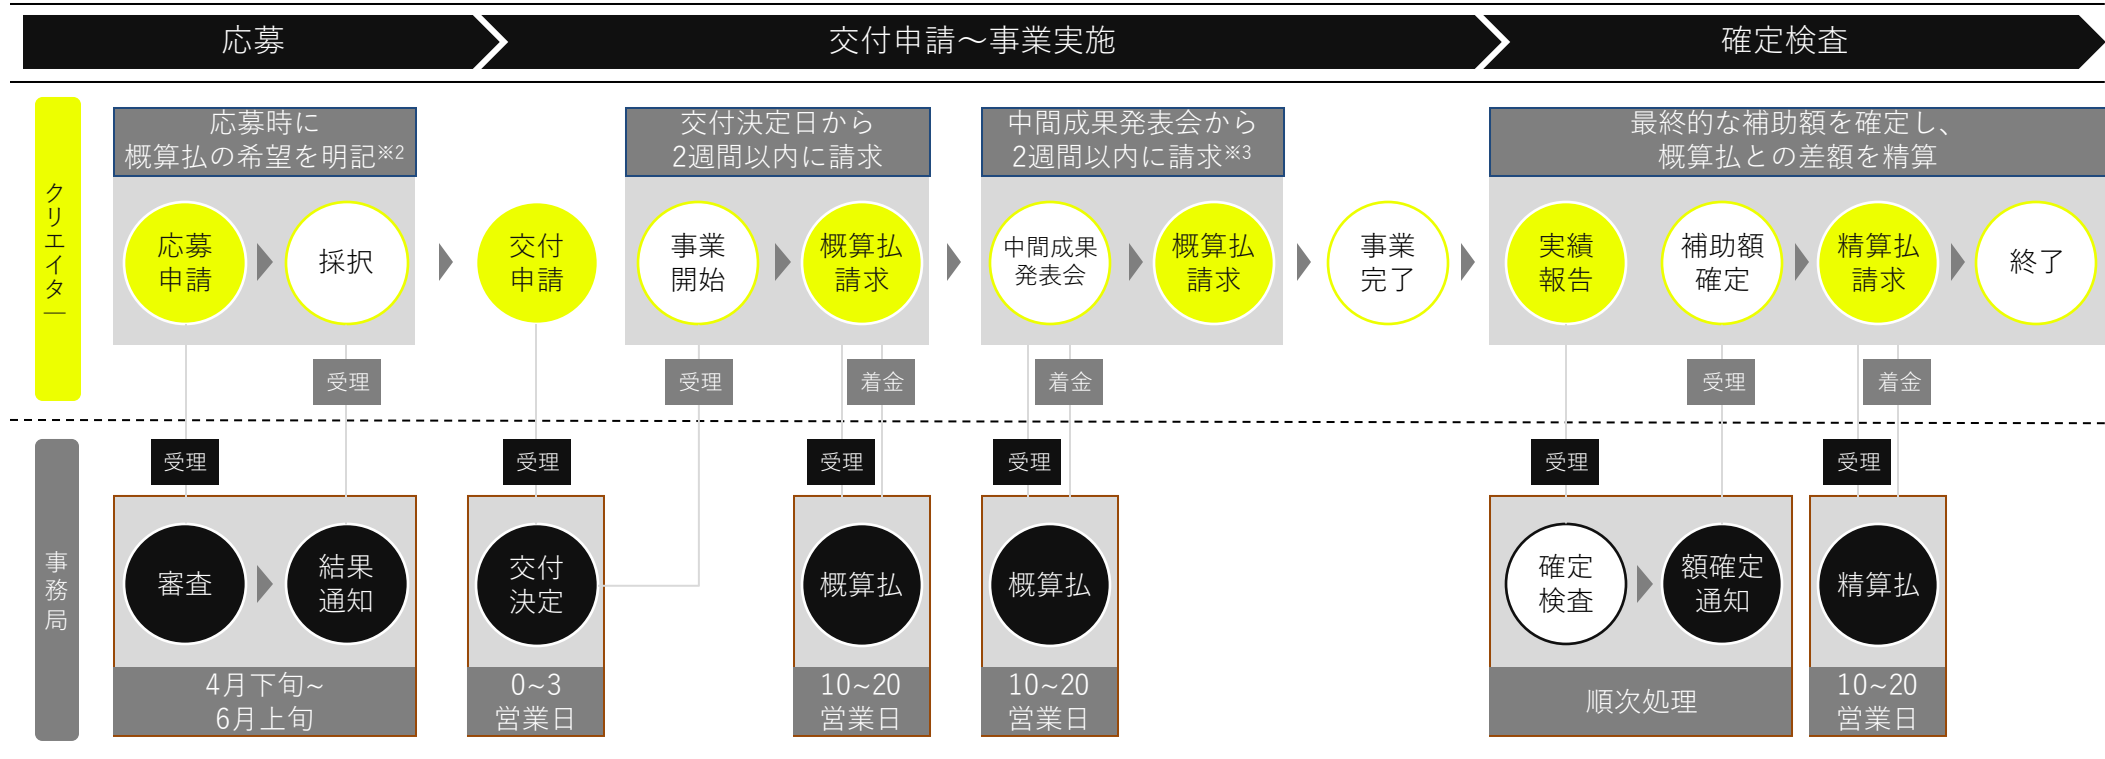 応募
交付申請～事業実施
確定検査
クリエイター
応募時に
概算払の希望を明記※2
交付決定日から
2週間以内に請求
中間成果発表会から
2週間以内に請求※3
最終的な補助額を確定し、
概算払との差額を精算
応募
申請
採択
交付
申請
事業
開始
概算払
請求
中間成果
発表会
概算払
請求
事業
完了
実績
報告
補助額
確定
精算払
請求
終了
受理
受理
着金
着金
受理
着金
事務局
受理
受理
受理
受理
受理
受理
審査
結果
通知
交付
決定
概算払
概算払
確定
検査
額確定
通知
精算払
4月下旬~
6月上旬
0~3
営業日
10~20
営業日
10~20
営業日
順次処理
10~20
営業日